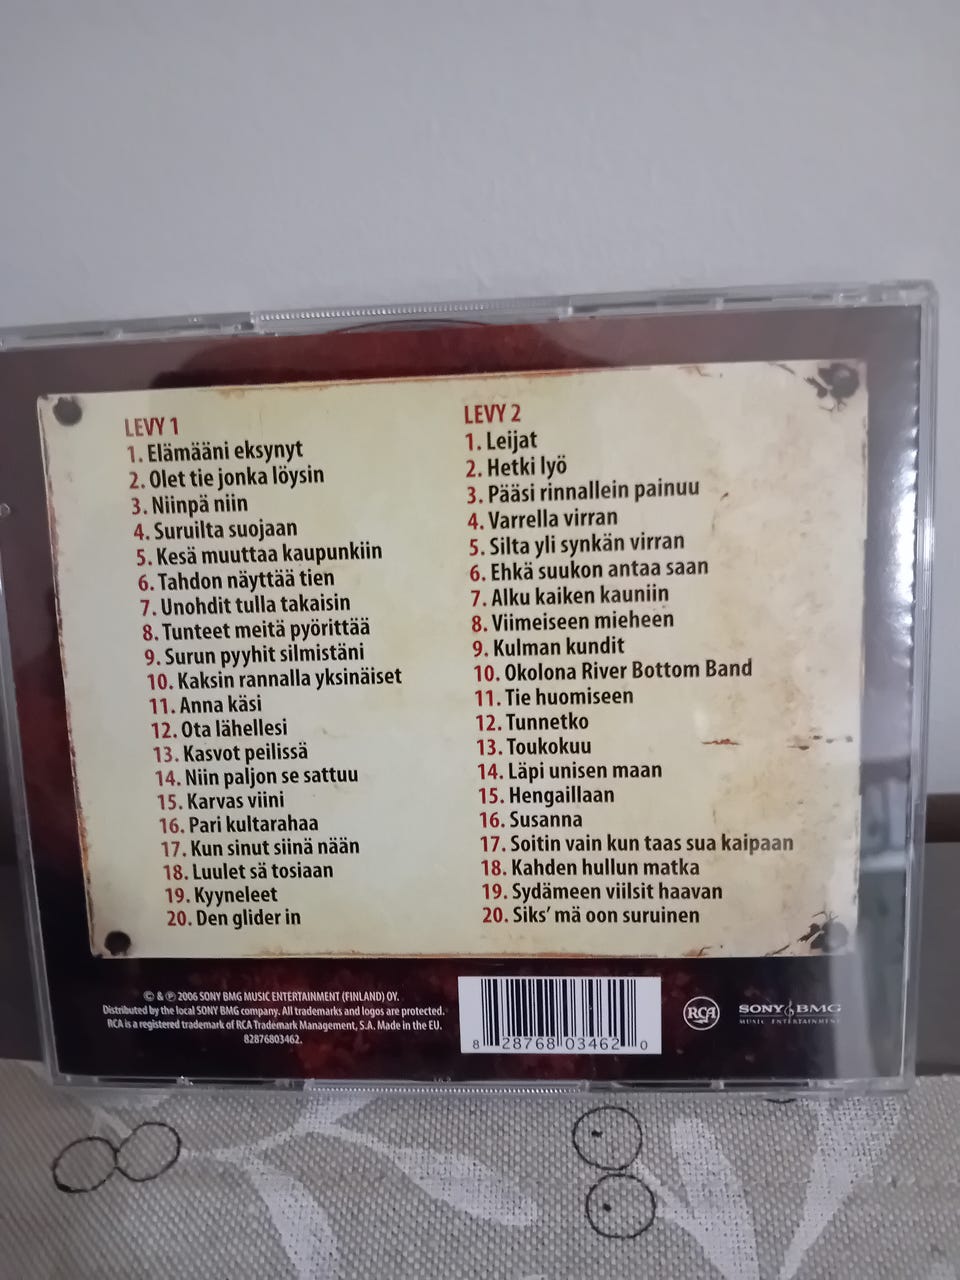 LEVY 1
1. Elämääni eksynyt
2. Olet tie jonka löysin
3. Niinpä niin
4. Suruilta suojaan
5. Kesä muuttaa kaupunkiin
6. Tahdon näyttää tien
7. Unohdit tulla takaisin
8. Tunteet meitä pyörittää
9. Surun pyyhit silmistäni
10. Kaksin rannalla yksinäiset
11. Anna käsi
12. Ota lähellesi
13. Kasvot peilissä
14. Niin paljon se sattuu
15. Karvas viini
16. Pari kultarahaa
17. Kun sinut siinä nään
18. Luulet sä tosiaan
19. Kyyneleet
20. Den glider in
LEVY 2
1. Leijat
2. Hetki lyö
3. Pääsi rinnallein painuu
4. Varrella virran
5. Silta yli synkän virran
6. Ehkä suukon antaa saan
7. Alku kaiken kauniin
8. Viimeiseen mieheen
9. Kulman kundit
10. Okolona River Bottom Band
11. Tie huomiseen
12. Tunnetko
13. Toukokuu
14. Läpi unisen maan
15. Hengaillaan
16. Susanna
17. Soitin vain kun taas sua kaipaan
18. Kahden hullun matka
19. Sydämeen viilsit haavan
20. Siks' mä oon suruinen
© & ℗ 2006 SONY BMG MUSIC ENTERTAINMENT (FINLAND) OY.
Distributed by the local SONY BMG company. All trademarks and logos are protected.
RCA is a registered trademark of RCA Trademark Management, S.A. Made in the EU.
82876803462.
8 28768 03462 0
RCA
SONY BMG
MUSIC ENTERTAINMENT